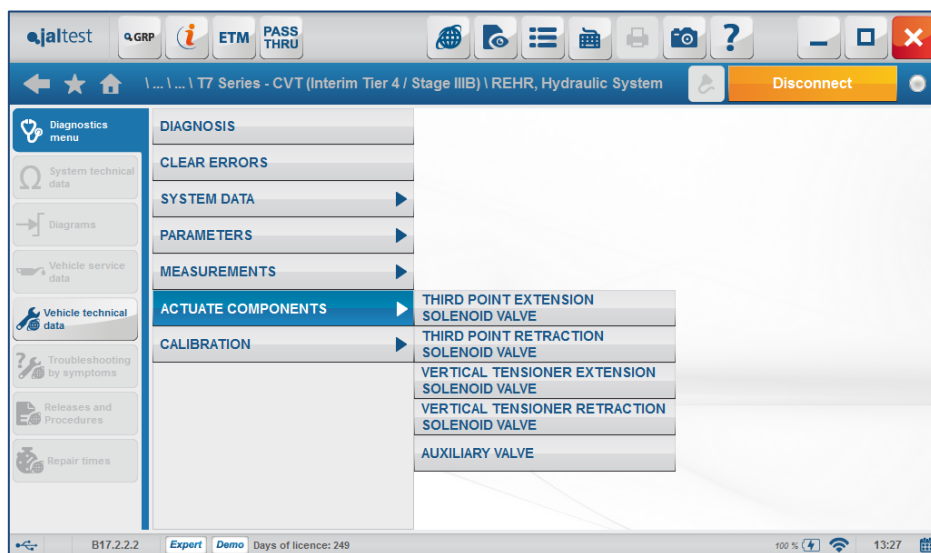 jaltest GRP i ETM PASS
THRU
?
\ ... \ ... \ T7 Series - CVT (Interim Tier 4 / Stage IIIB) \ REHR, Hydraulic System
Disconnect
Diagnostics
menu
System technical
data
Diagrams
Vehicle service
data
Vehicle technical
data
Troubleshooting
by symptoms
Releases and
Procedures
Repair times
DIAGNOSIS
CLEAR ERRORS
SYSTEM DATA
PARAMETERS
MEASUREMENTS
ACTUATE COMPONENTS
CALIBRATION
THIRD POINT EXTENSION
SOLENOID VALVE
THIRD POINT RETRACTION
SOLENOID VALVE
VERTICAL TENSIONER EXTENSION
SOLENOID VALVE
VERTICAL TENSIONER RETRACTION
SOLENOID VALVE
AUXILIARY VALVE
B17.2.2.2 Expert Demo Days of licence: 249 100 % 13:27